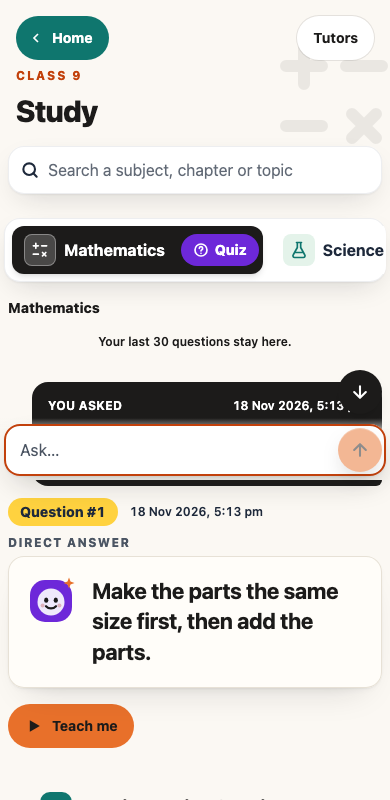 Home
Tutors
CLASS 9
Study
Search a subject, chapter or topic
Mathematics
Quiz
Science
Mathematics
Your last 30 questions stay here.
YOU ASKED
18 Nov 2026, 5:13
Ask...
Question #1
18 Nov 2026, 5:13 pm
DIRECT ANSWER
Make the parts the same
size first, then add the
parts.
Teach me